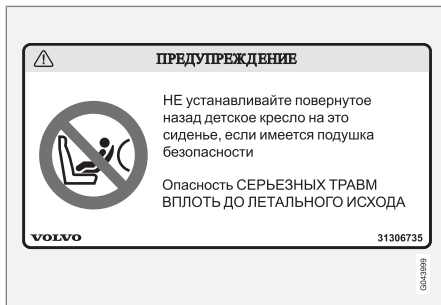 ПРЕДУПРЕЖДЕНИЕ
НЕ устанавливайте повернутое
назад детское кресло на это
сиденье, если имеется подушка
безопасности
Опасность СЕРЬЕЗНЫХ ТРАВМ
ВПЛОТЬ ДО ЛЕТАЛЬНОГО ИСХОДА
VOLVO
31306735
G043999